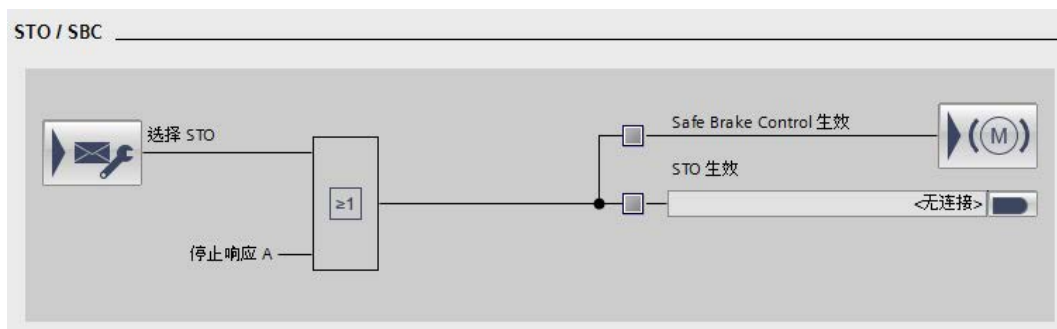 STO / SBC
选择 STO
Safe Brake Control 生效
M
STO 生效
≥1
<无连接>
停止响应 A